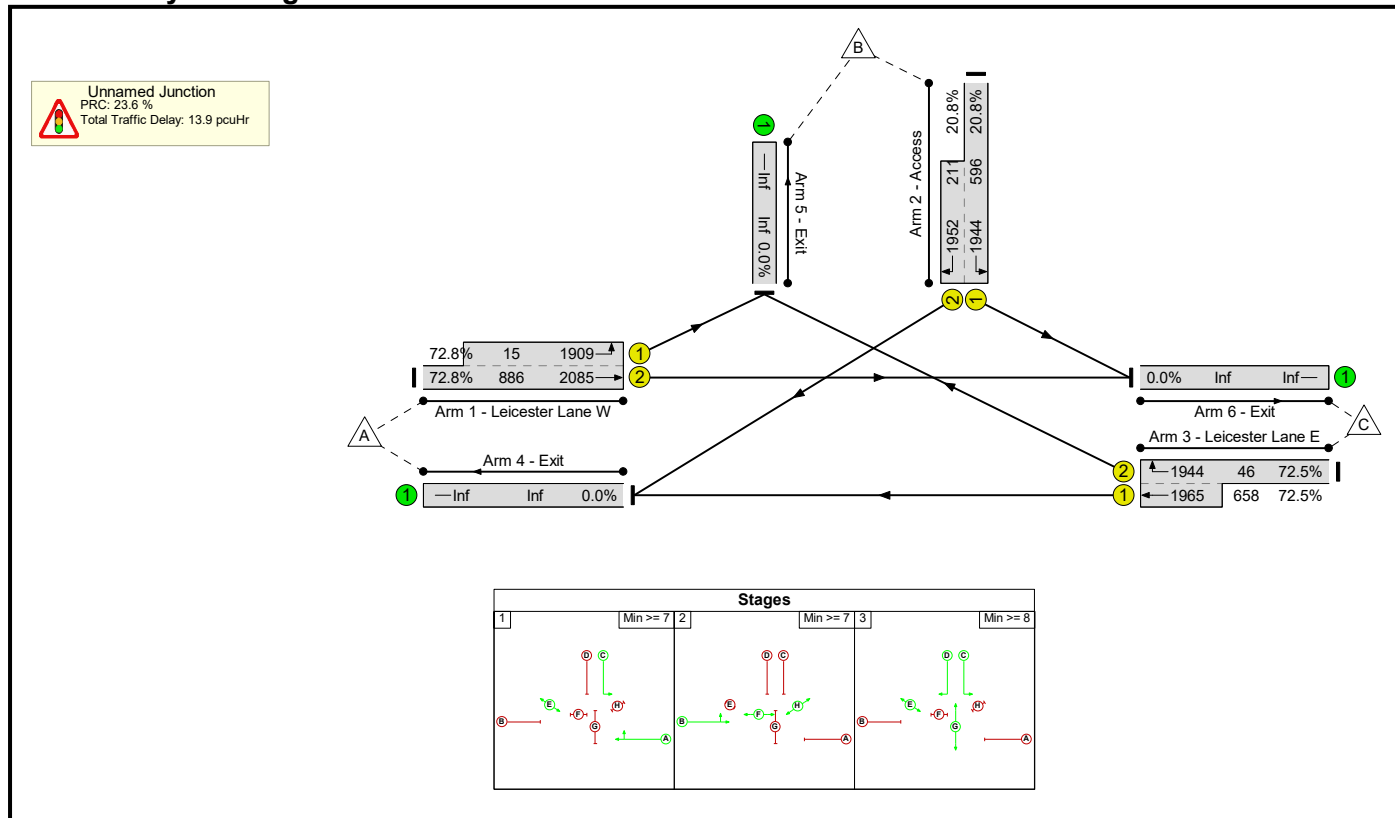 Unnamed Junction
PRC: 23.6 %
Total Traffic Delay: 13.9 pcuHr
B
1
Inf
Inf 0.0%
Arm 5 - Exit
Arm 2 - Access
20.8%
20.8%
211
596
1952
1944
2
1
72.8% 15 1909
1
72.8% 886 2085
2
Arm 1 - Leicester Lane W
A
Arm 4 - Exit
1
Inf Inf 0.0%
0.0% Inf Inf
1
Arm 6 - Exit
C
Arm 3 - Leicester Lane E
2
1944 46 72.5%
1
1965 658 72.5%
Stages
1 Min >= 7
D C
E
H
F
B
G
A
2 Min >= 7
D C
E
H
F
B
G
A
3 Min >= 8
D C
E
H
F
B
G
A